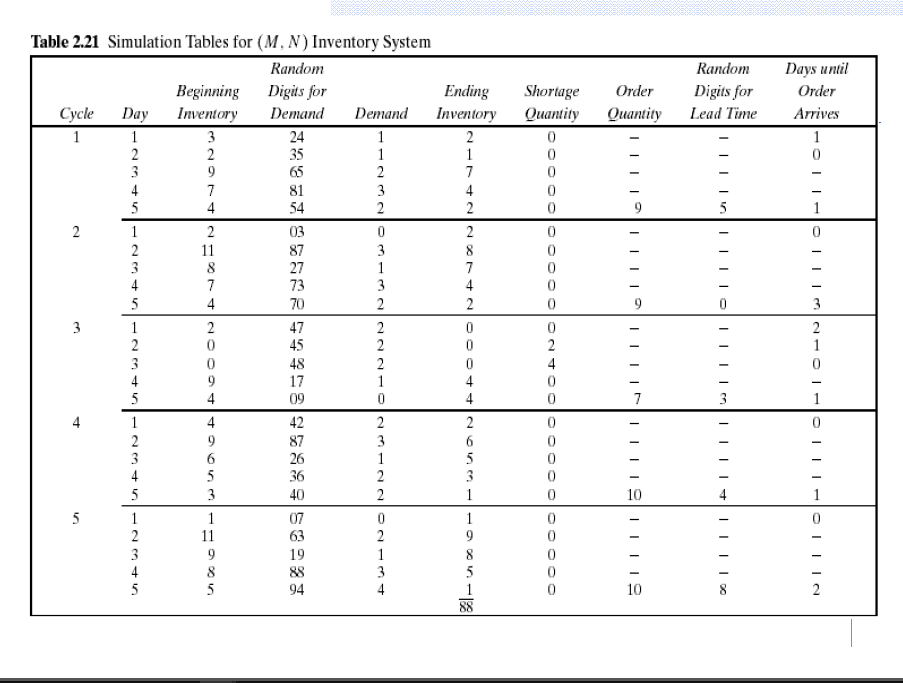 Table 2.21 Simulation Tables for (M, N) Inventory System
Random Random Days until
Beginning Digits for Ending Shortage Order Digits for Order
Cycle Day Inventory Demand Demand Inventory Quantity Quantity Lead Time Arrives
1 1 3 24 1 2 0 – – 1
2 2 35 1 1 0 – – 0
3 9 65 2 7 0 – – –
4 7 81 3 4 0 – – –
5 4 54 2 2 0 9 5 1
2 1 2 03 0 2 0 – – 0
2 11 87 3 8 0 – – –
3 8 27 1 7 0 – – –
4 7 73 3 4 0 – – –
5 4 70 2 2 0 9 0 3
3 1 2 47 2 0 0 – – 2
2 0 45 2 0 2 – – 1
3 0 48 2 0 4 – – 0
4 9 17 1 4 0 – – –
5 4 09 0 4 0 7 3 1
4 1 4 42 2 2 0 – – 0
2 9 87 3 6 0 – – –
3 6 26 1 5 0 – – –
4 5 36 2 3 0 – – –
5 3 40 2 1 0 10 4 1
5 1 1 07 0 1 0 – – 0
2 11 63 2 9 0 – – –
3 9 19 1 8 0 – – –
4 8 88 3 5 0 – – –
5 5 94 4 1 0 10 8 2
88